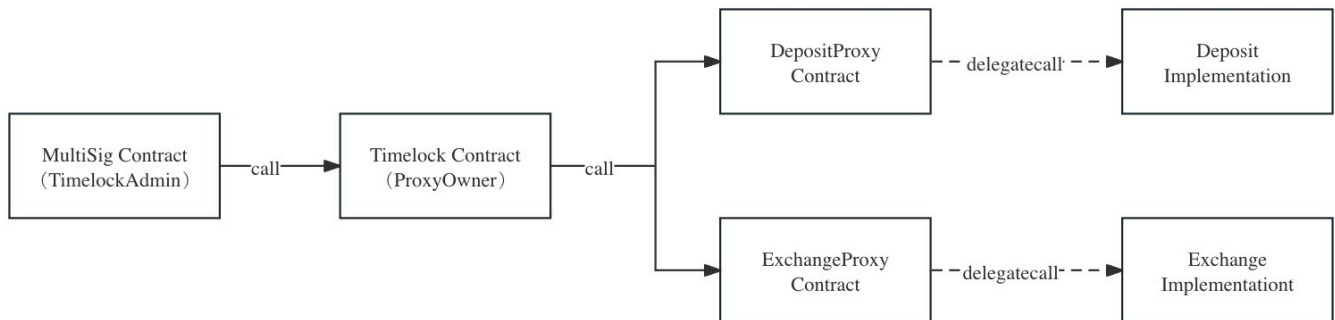 MultiSig Contract
（TimelockAdmin）
call
Timelock Contract
（ProxyOwner）
call
DepositProxy
Contract
delegatecall
Deposit
Implementation
ExchangeProxy
Contract
delegatecall
Exchange
Implementationt